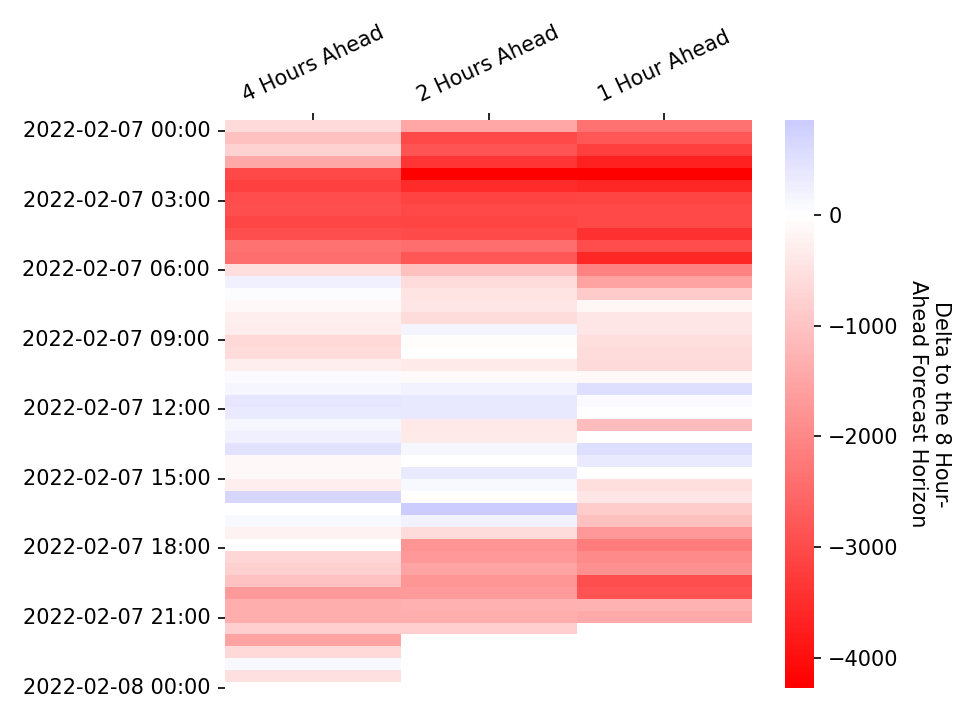 4 Hours Ahead
2 Hours Ahead
1 Hour Ahead
2022-02-07 00:00
2022-02-07 03:00
2022-02-07 06:00
2022-02-07 09:00
2022-02-07 12:00
2022-02-07 15:00
2022-02-07 18:00
2022-02-07 21:00
2022-02-08 00:00
0
−1000
−2000
−3000
−4000
Delta to the 8 Hour-
Ahead Forecast Horizon